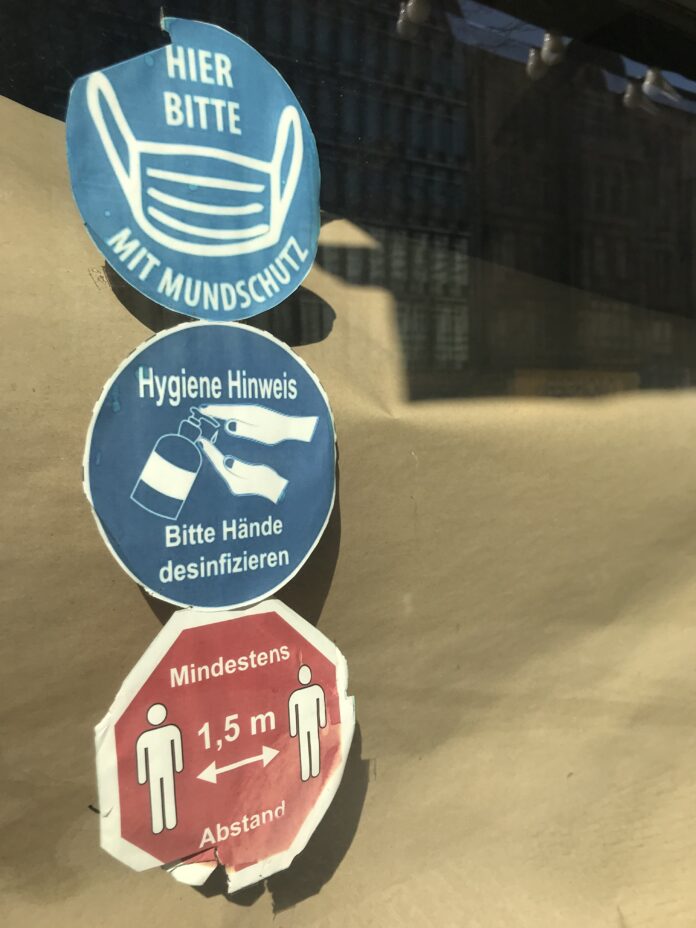 HIER
BITTE
MIT MUNDSCHUTZ
Hygiene Hinweis
Bitte Hände
desinfizieren
Mindestens
1,5 m
Abstand